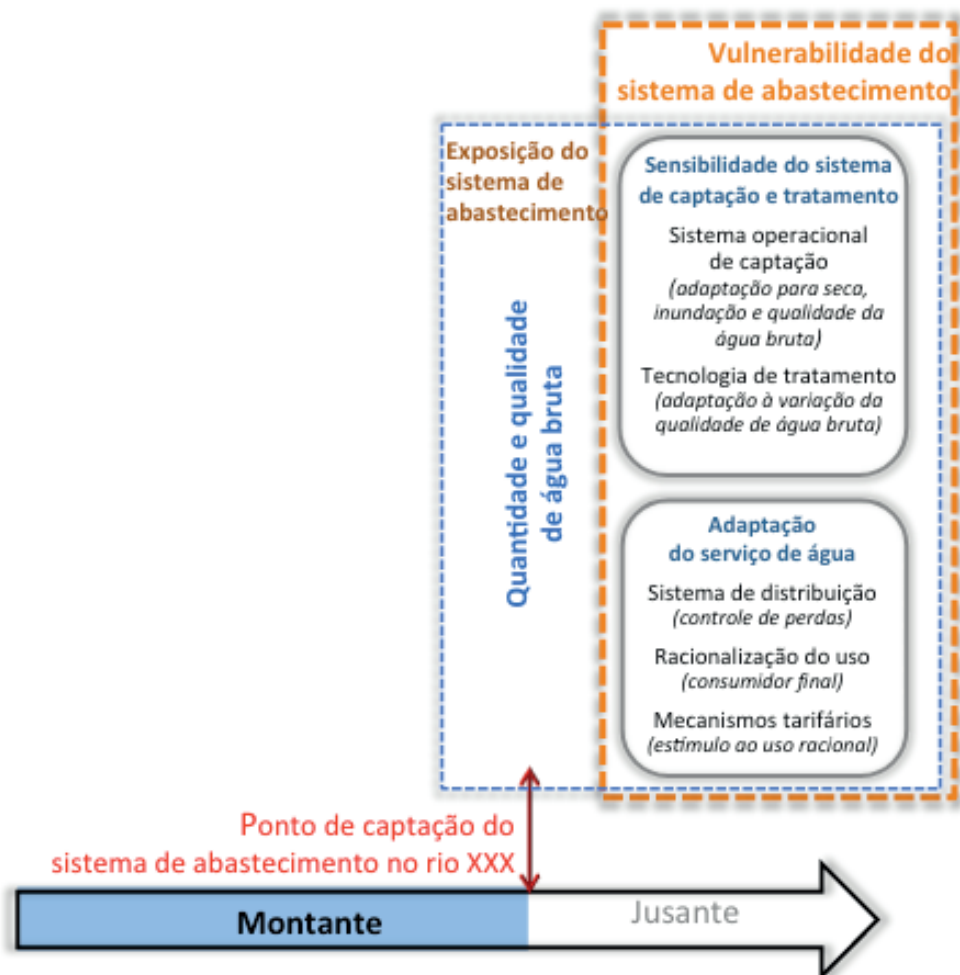 Vulnerabilidade do
sistema de abastecimento
Exposição do
sistema de
abastecimento
Quantidade e qualidade
de água bruta
Sensibilidade do sistema
de captação e tratamento
Sistema operacional
de captação
(adaptação para seca,
inundação e qualidade da
água bruta)
Tecnologia de tratamento
(adaptação à variação da
qualidade de água bruta)
Adaptação
do serviço de água
Sistema de distribuição
(controle de perdas)
Racionalização do uso
(consumidor final)
Mecanismos tarifários
(estímulo ao uso racional)
Ponto de captação do
sistema de abastecimento no rio XXX
Montante
Jusante